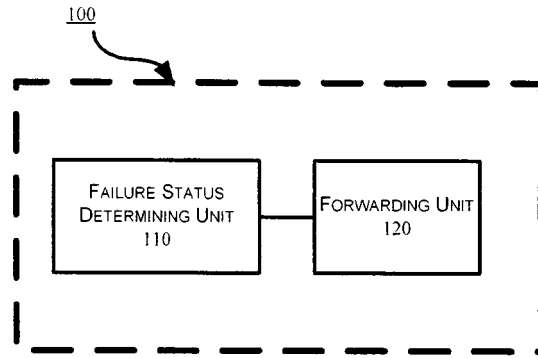 100
FAILURE STATUS
DETERMINING UNIT
110
FORWARDING UNIT
120